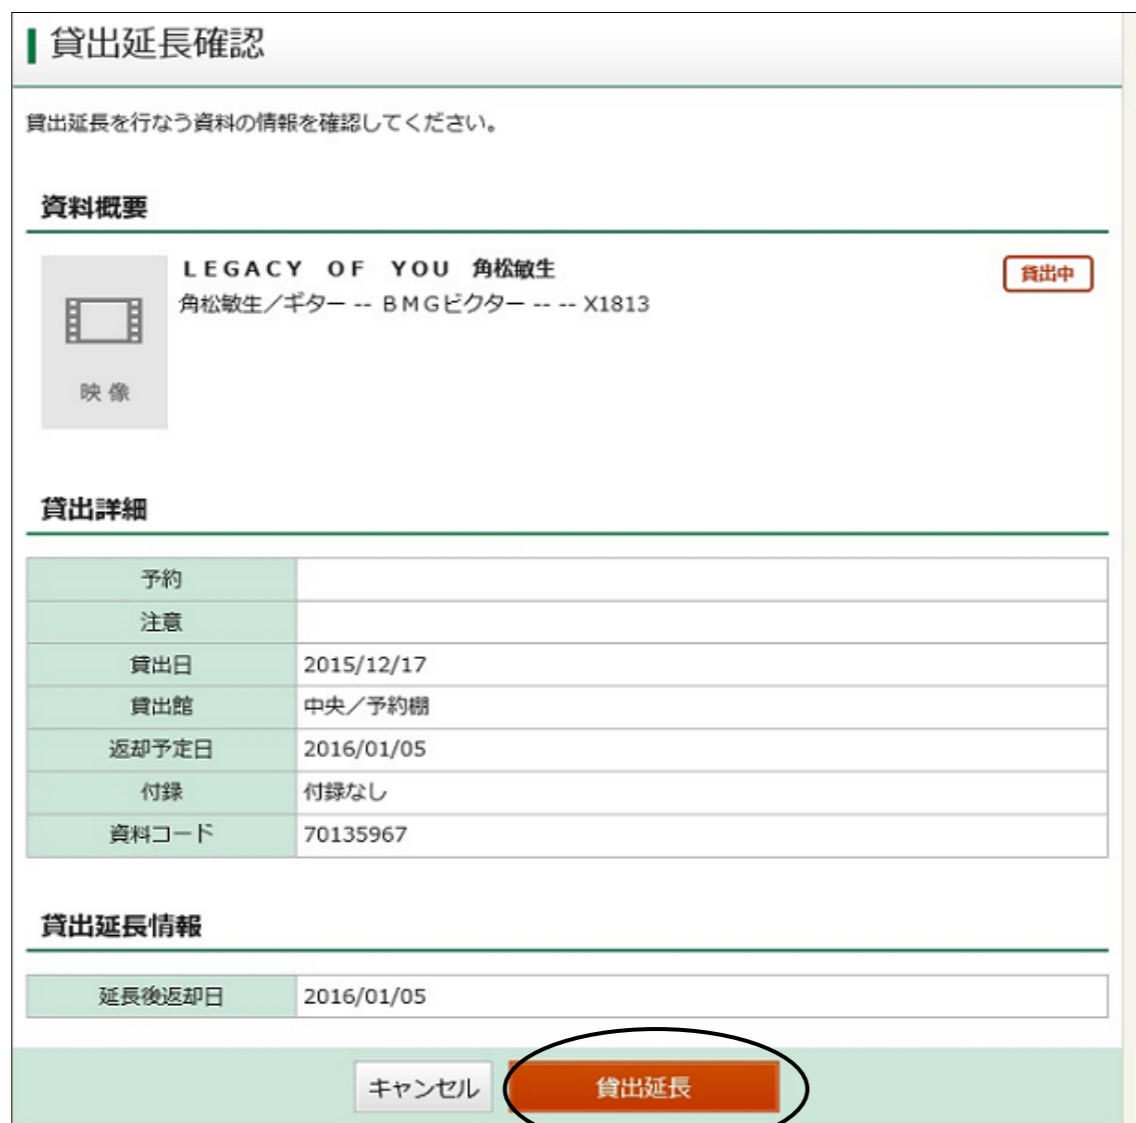 貸出延長確認
貸出延長を行なう資料の情報を確認してください。
資料概要
ＬＥＧＡＣＹ　ＯＦ　ＹＯＵ　角松敏生
貸出中
角松敏生／ギター -- ＢＭＧビクター -- -- X1813
映像
貸出詳細
予約
注意
貸出日 2015/12/17
貸出館 中央／予約棚
返却予定日 2016/01/05
付録 付録なし
資料コード 70135967
貸出延長情報
延長後返却日 2016/01/05
キャンセル 貸出延長